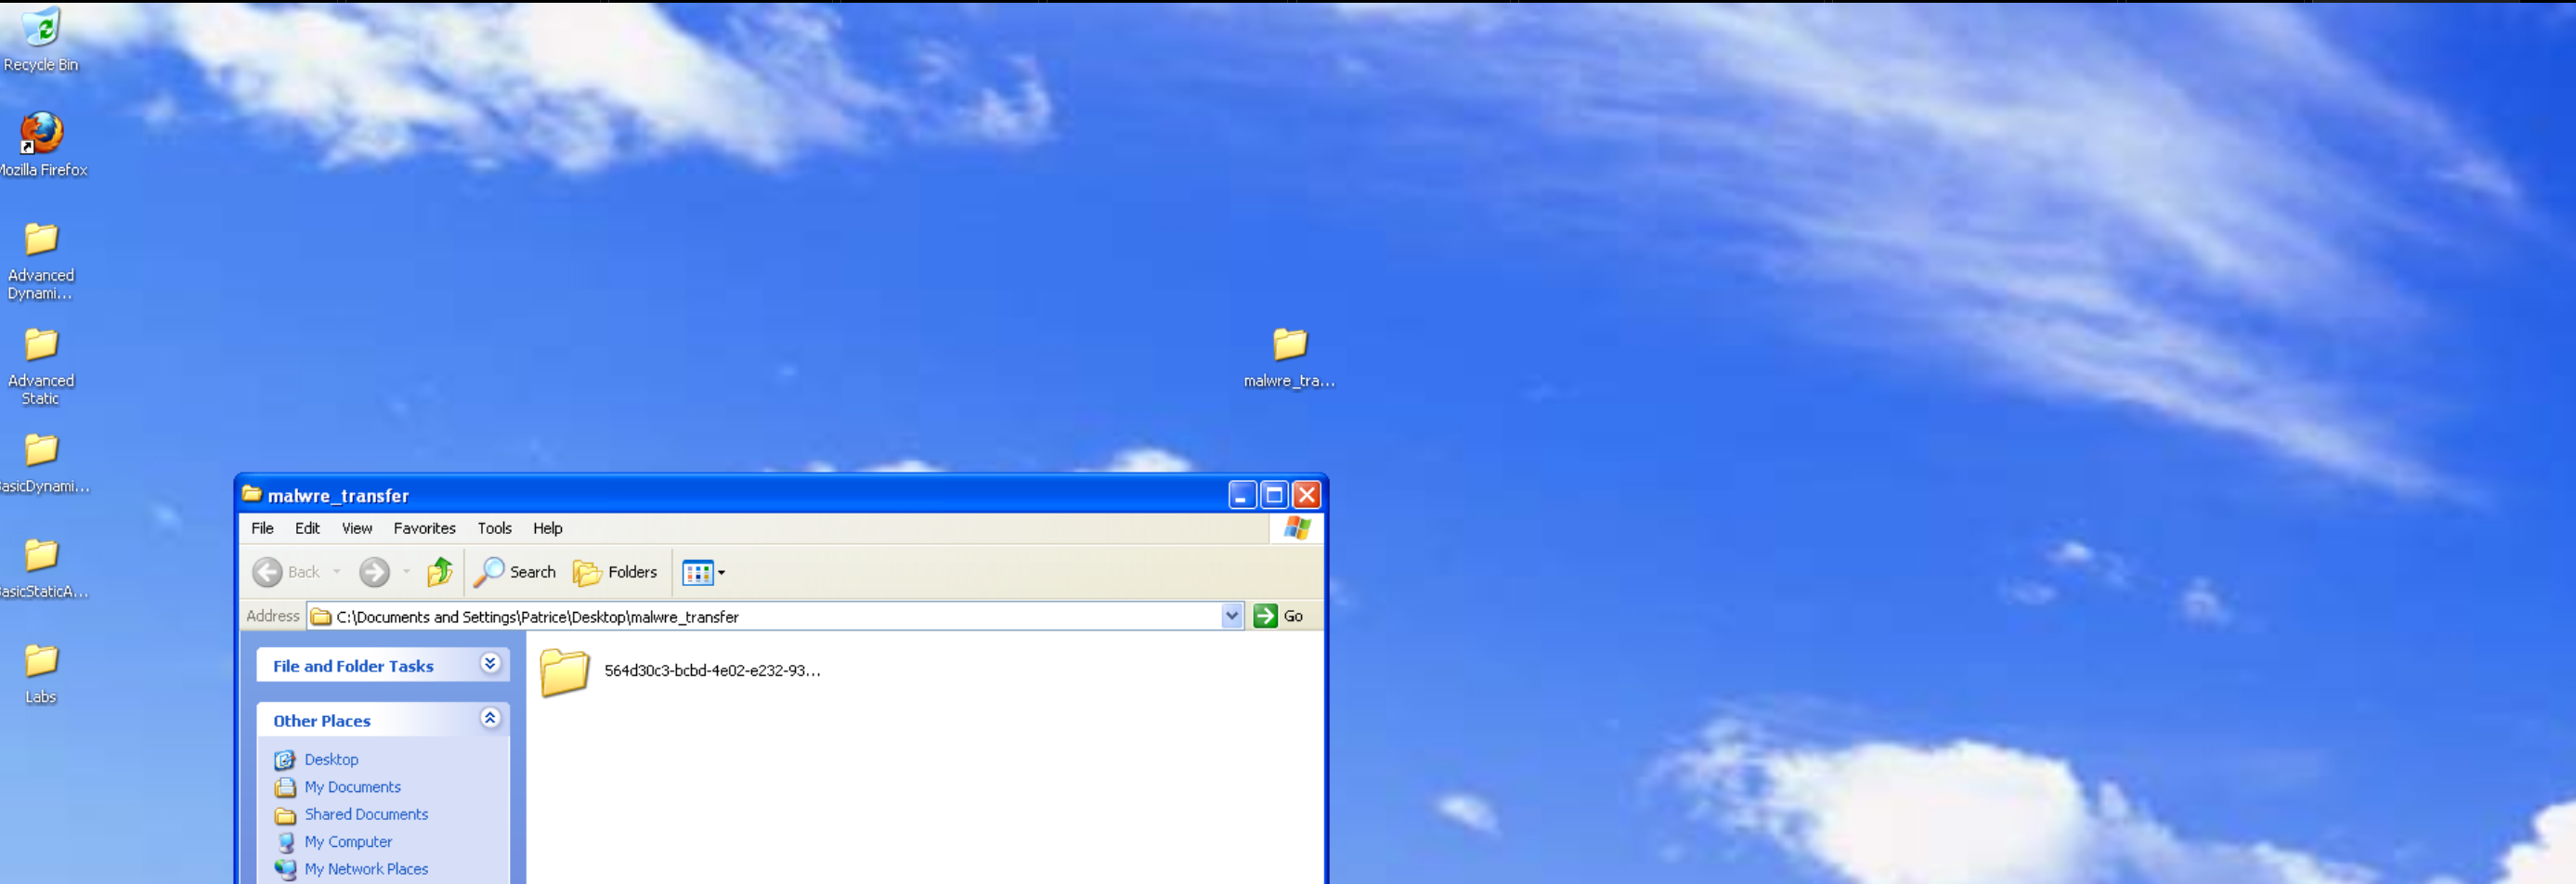 Recycle Bin
Mozilla Firefox
Advanced
Dynami...
Advanced
Static
BasicDynami...
BasicStaticA...
Labs
malwre_tra...
malwre_transfer
File Edit View Favorites Tools Help
Back Search Folders
Address C:\Documents and Settings\Patrice\Desktop\malwre_transfer Go
File and Folder Tasks
564d30c3-bcbd-4e02-e232-93...
Other Places
Desktop
My Documents
Shared Documents
My Computer
My Network Places